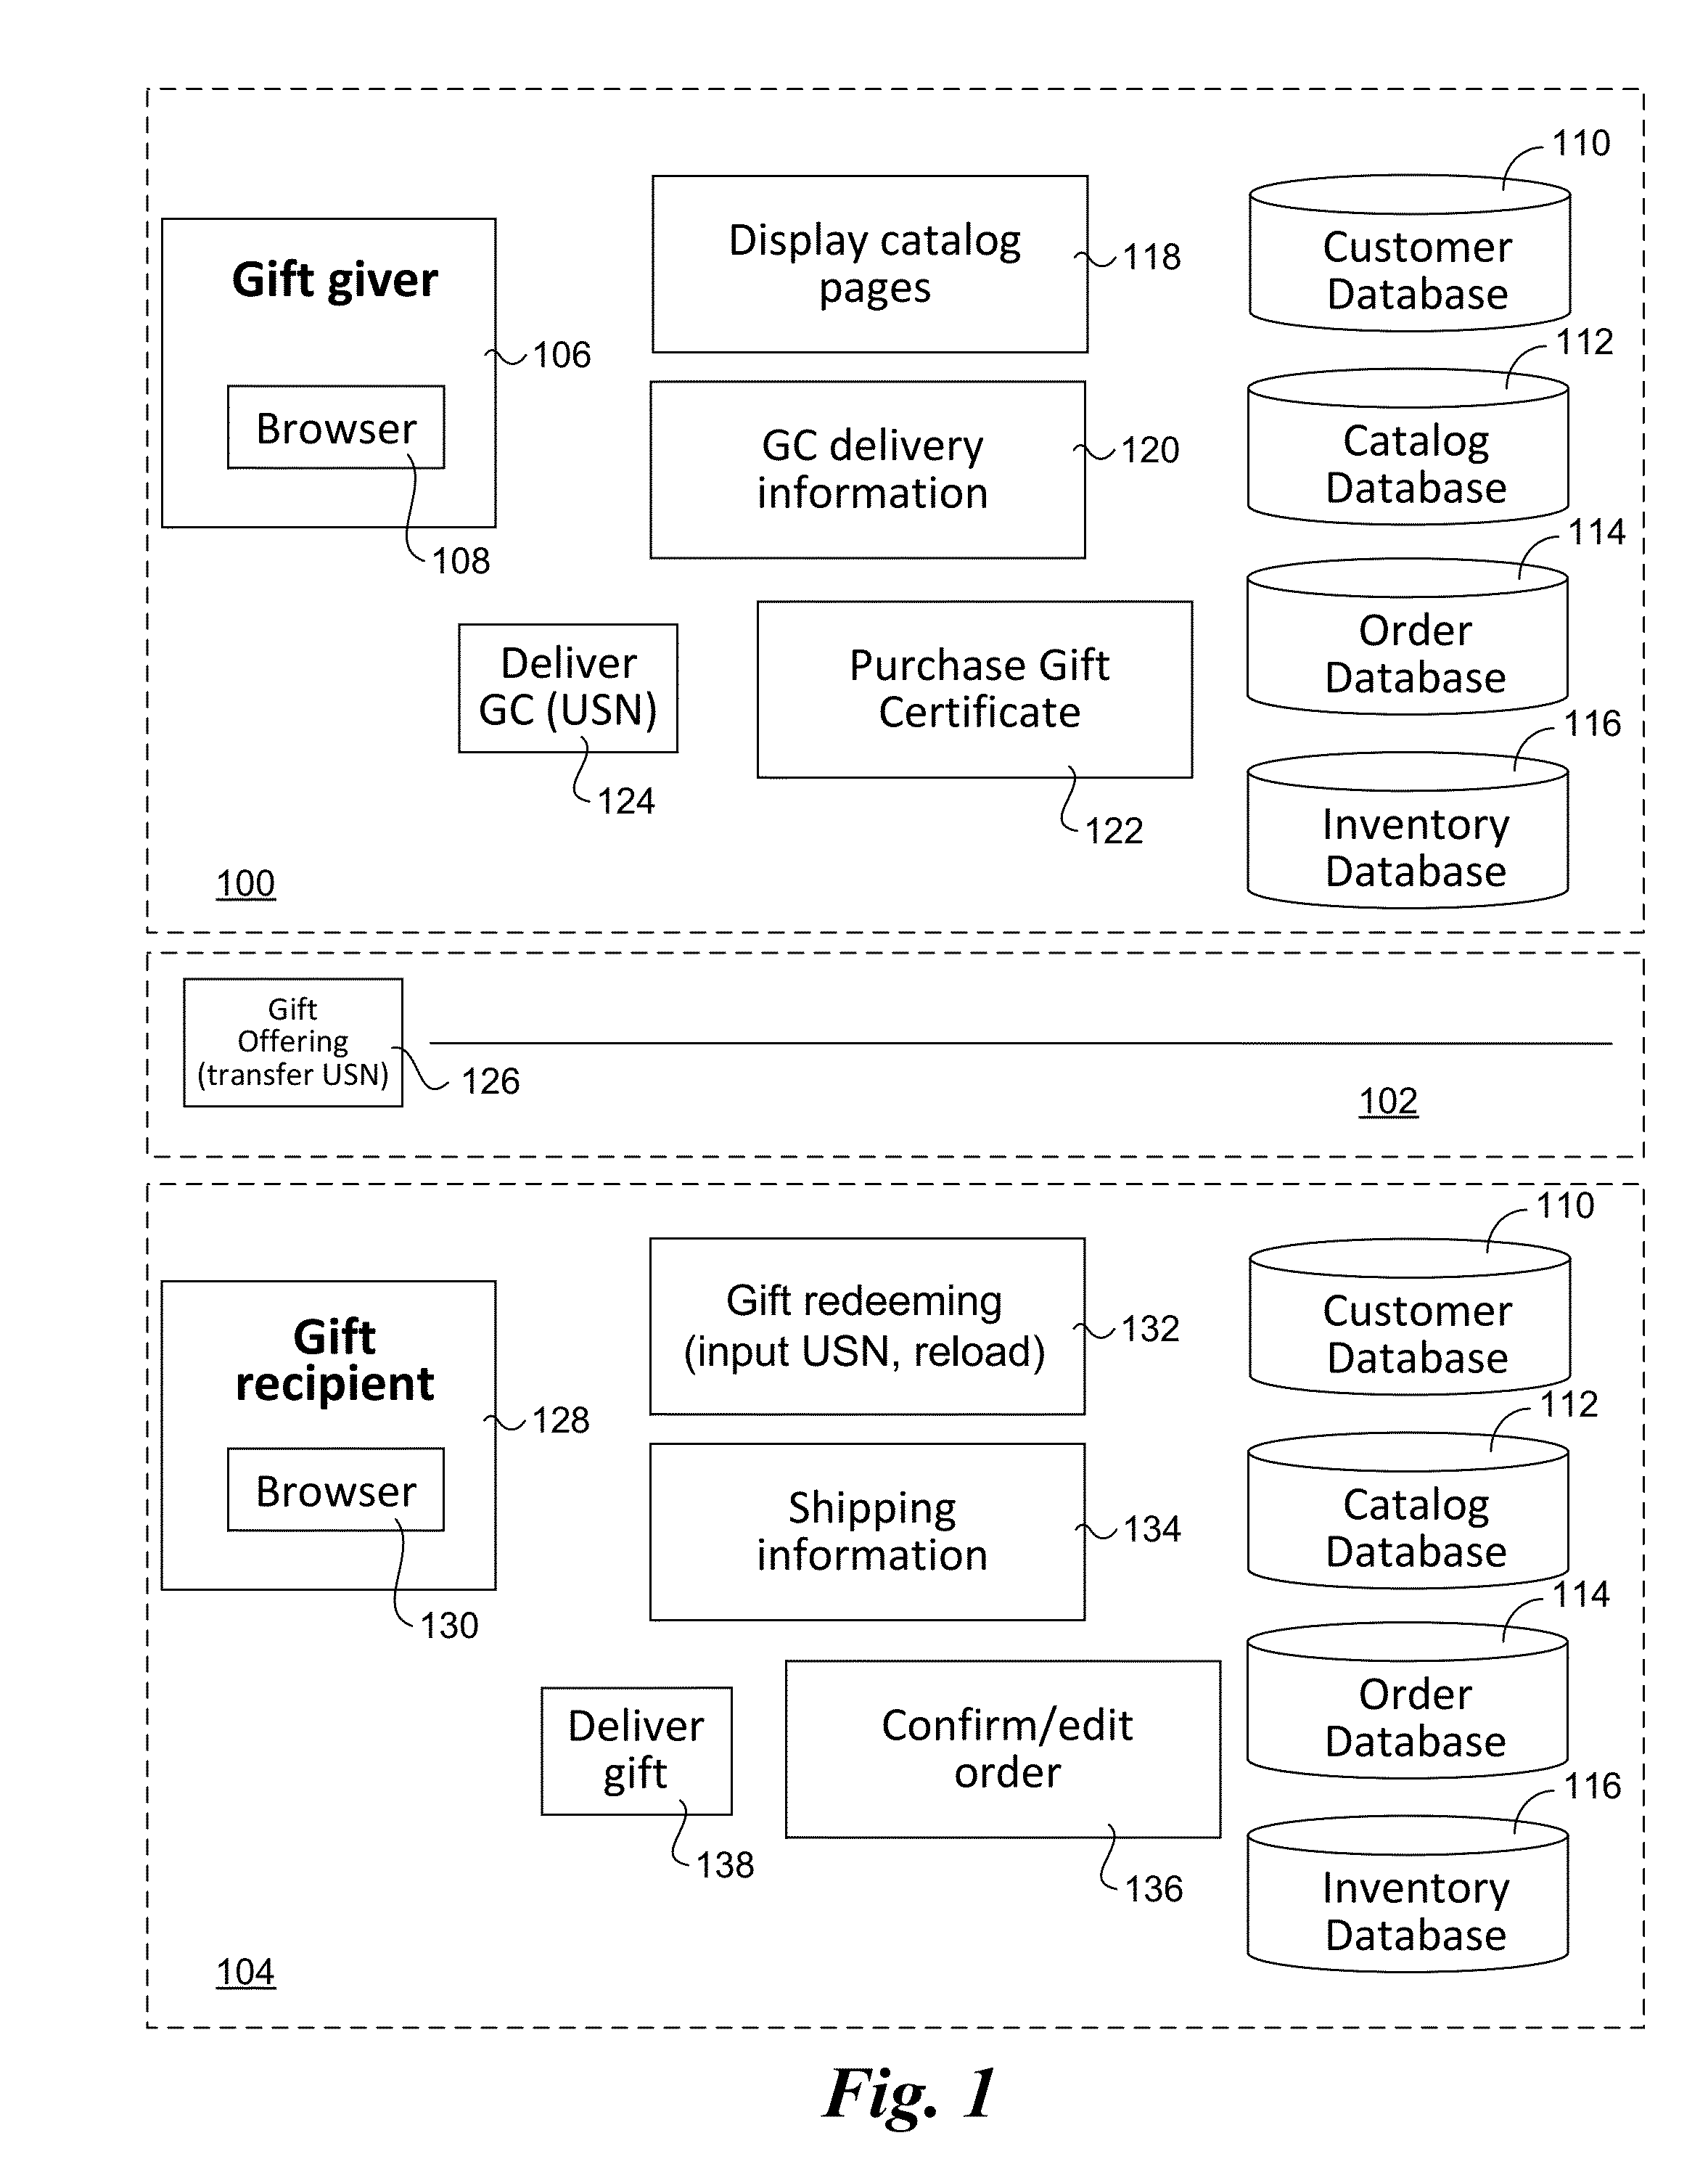 110
Display catalog
pages
118
Customer
Database
Gift giver
106
Browser
108
112
GC delivery
information
120
Catalog
Database
114
Deliver
GC (USN)
124
Purchase Gift
Certificate
122
Order
Database
116
Inventory
Database
100
Gift
Offering
(transfer USN)
126
102
110
Gift redeeming
(input USN, reload)
132
Customer
Database
Gift
recipient
128
Browser
130
112
Shipping
information
134
Catalog
Database
114
Deliver
gift
138
Confirm/edit
order
136
Order
Database
116
Inventory
Database
104
Fig. 1